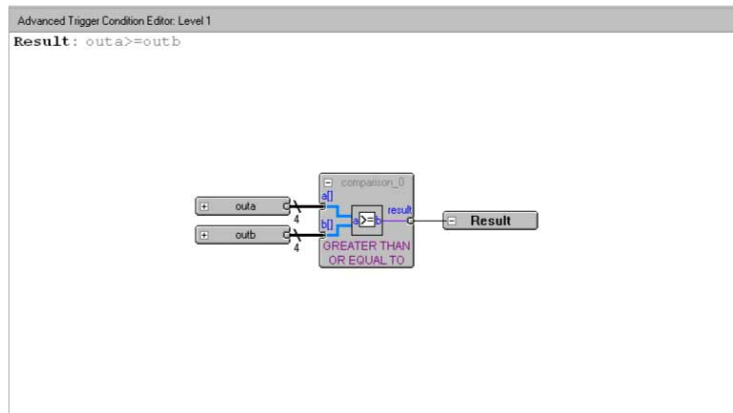 Advanced Trigger Condition Editor: Level 1
Result: outa>=outb
comparison_0
a[]
outa
4
result
a>=b
Result
b[]
outb
4
GREATER THAN
OR EQUAL TO